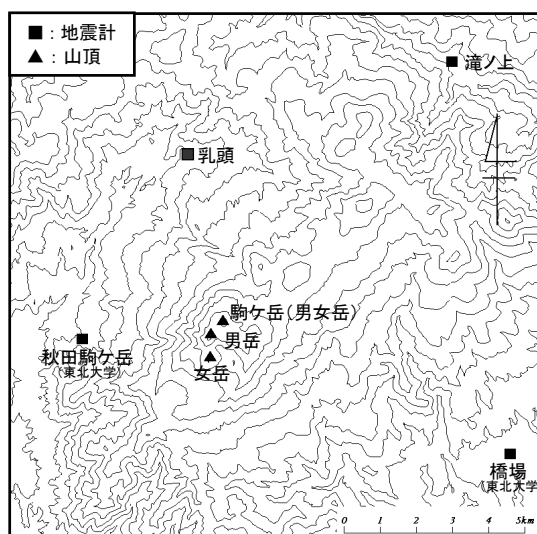 ■:地震計
▲:山頂
滝ノ上
乳頭
駒ケ岳(男女岳)
男岳
女岳
秋田駒ケ岳
(東北大学)
橋場
(東北大学)
0 1 2 3 4 5km